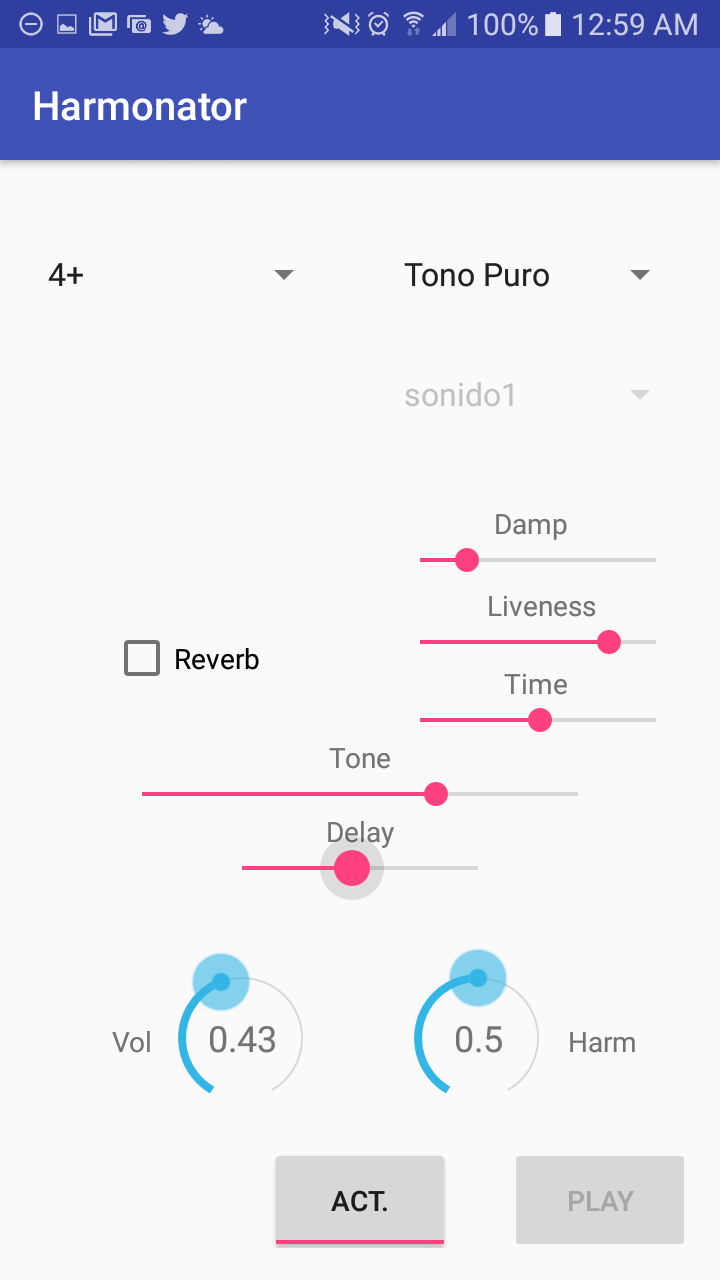 100% 12:59 AM
Harmonator
4+
Tono Puro
sonido1
Damp
Liveness
Reverb
Time
Tone
Delay
Vol 0.43 0.5 Harm
ACT. PLAY